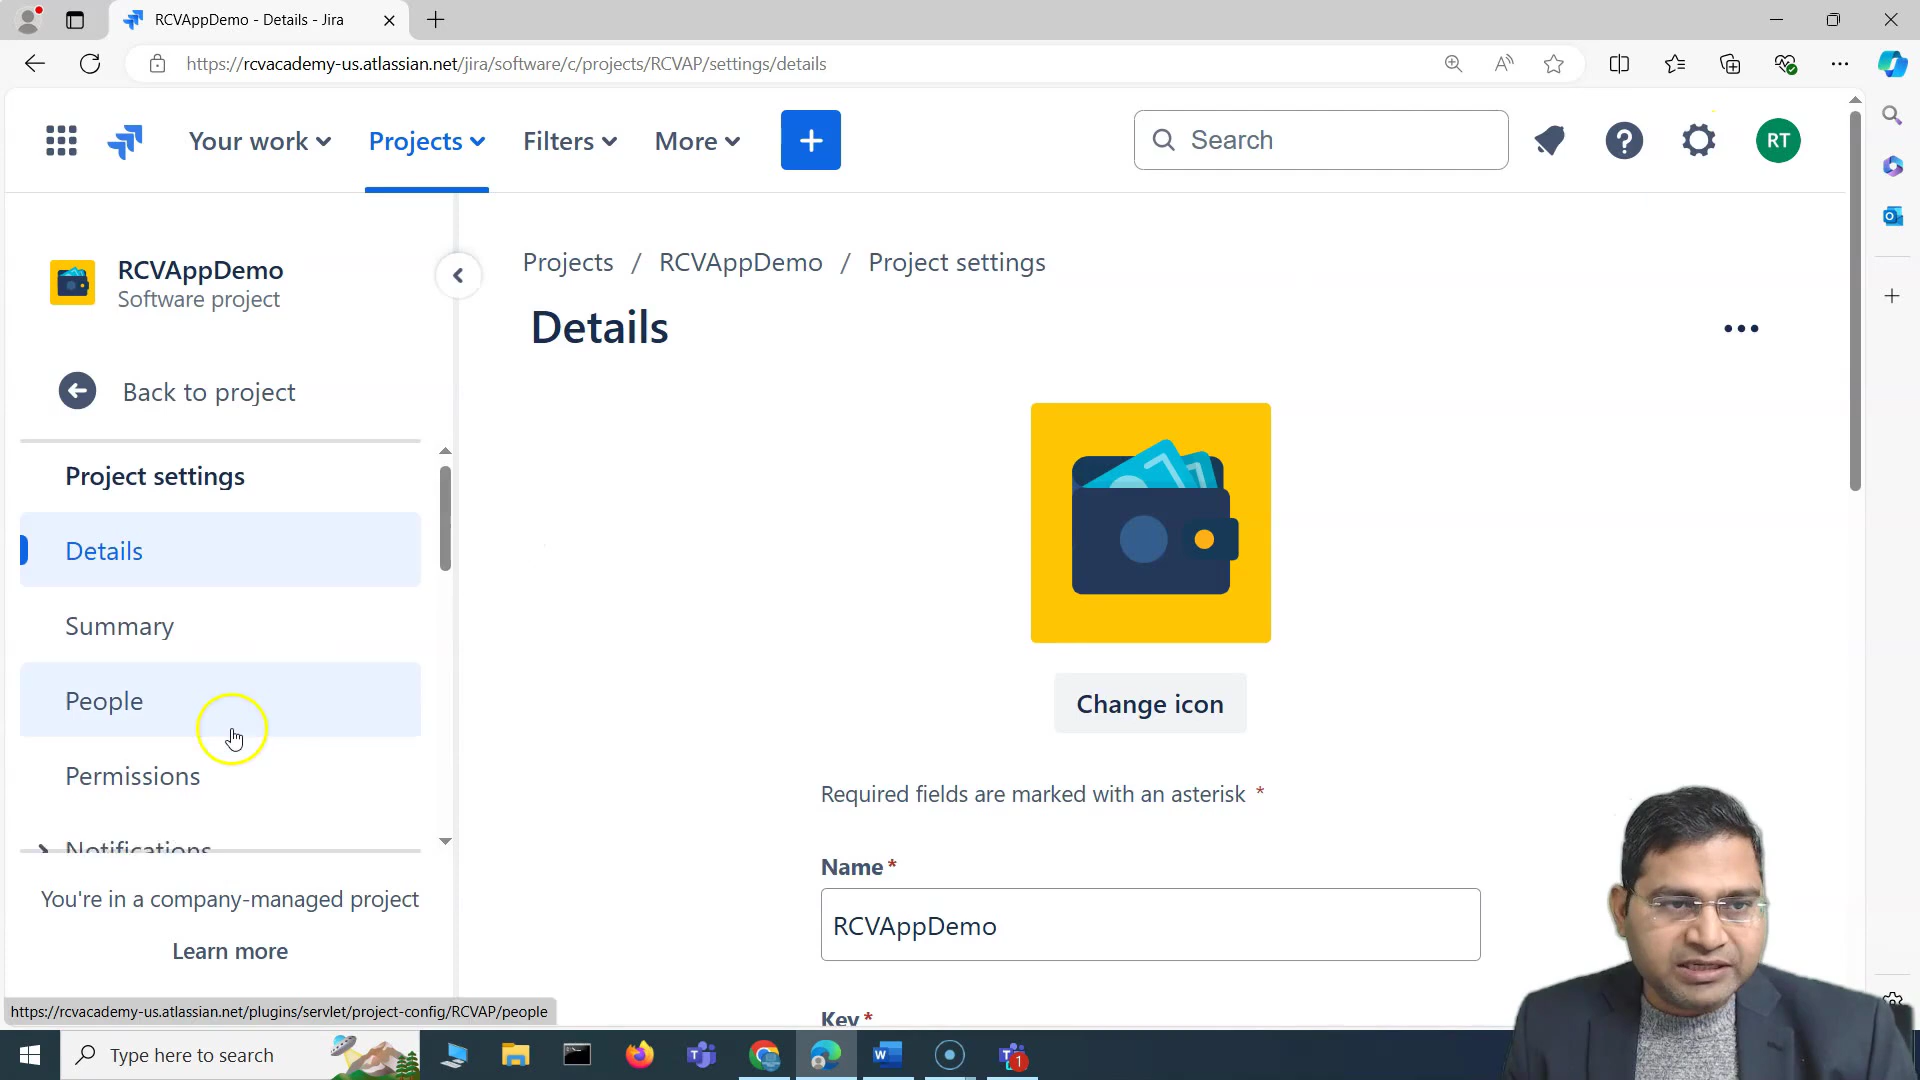 RCVAppDemo - Details - Jira
https://rcvacademy-us.atlassian.net/jira/software/c/projects/RCVAP/settings/details
Your work
Projects
Filters
More
Search
RT
RCVAppDemo
Software project
Back to project
Project settings
Details
Summary
People
Permissions
Notifications
You're in a company-managed project
Learn more
Projects / RCVAppDemo / Project settings
Details
Change icon
Required fields are marked with an asterisk *
Name *
RCVAppDemo
Key *
https://rcvacademy-us.atlassian.net/plugins/servlet/project-config/RCVAP/people
Type here to search
1